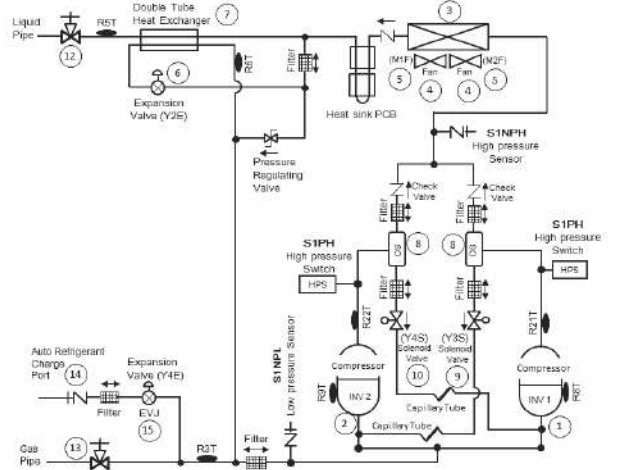 Double Tube
Heat Exchanger
7
3
Liquid
Pipe
R5T
12
6
R6T
Filter
(M1F)
(M2F)
5
Fan
4
Fan
4
5
Expansion
Valve (Y2E)
Heat sink PCB
Pressure
Regulating
Valve
S1NPH
High pressure
Sensor
Check
Valve
Check
Valve
Filter
Filter
S1PH
High pressure
Switch
HPS
8
OS
8
OS
S1PH
High pressure
Switch
HPS
Filter
Filter
R22T
R21T
(Y4S)
Solenoid
Valve
10
(Y3S)
Solenoid
Valve
9
S1NPL
Low pressure Sensor
Auto Refrigerant
Charge
Port
14
Expansion
Valve (Y4E)
Filter
EVJ
15
Compressor
INV 2
R9T
2
Compressor
INV 1
R8T
1
Capillary Tube
Capillary Tube
Gas
Pipe
13
R3T
Filter